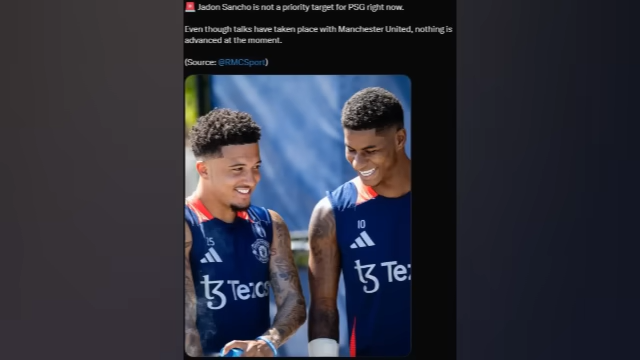 🚨 Jadon Sancho is not a priority target for PSG right now.
Even though talks have taken place with Manchester United, nothing is
advanced at the moment.
(Source: @RMCSport)
10
Te
Te